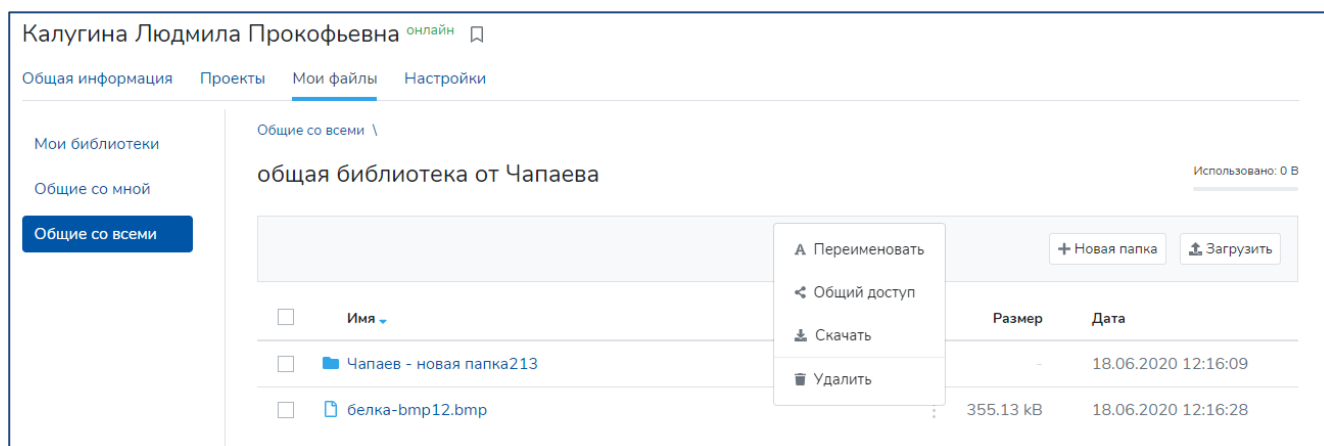 Калугина Людмила Прокофьевна онлайн
Общая информация Проекты Мои файлы Настройки
Мои библиотеки
Общие со мной
Общие со всеми
Общие со всеми \
общая библиотека от Чапаева
Использовано: 0 B
Переименовать
Общий доступ
Скачать
Удалить
+ Новая папка Загрузить
Имя Размер Дата
Чапаев - новая папка213 - 18.06.2020 12:16:09
белка-bmp12.bmp 355.13 kB 18.06.2020 12:16:28